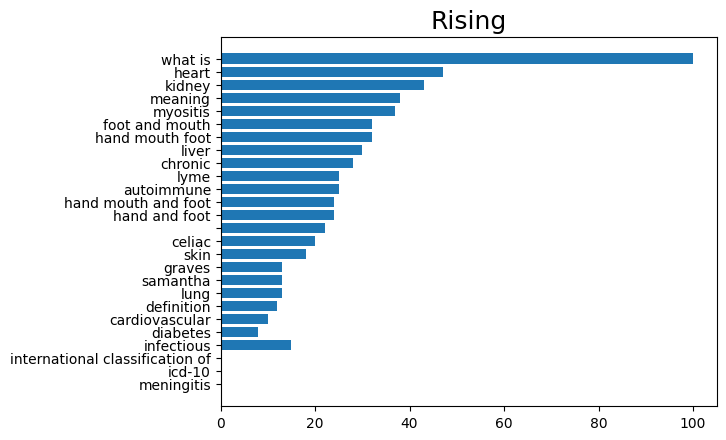 Rising
what is
heart
kidney
meaning
myositis
foot and mouth
hand mouth foot
liver
chronic
lyme
autoimmune
hand mouth and foot
hand and foot
celiac
skin
graves
samantha
lung
definition
cardiovascular
diabetes
infectious
international classification of
icd-10
meningitis
0 20 40 60 80 100